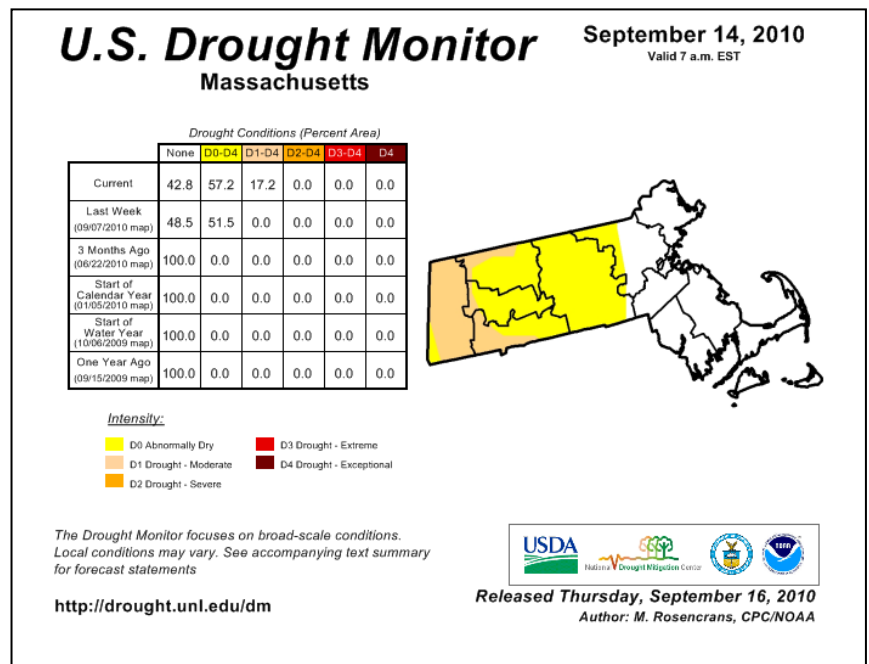 U.S. Drought Monitor
Massachusetts
September 14, 2010
Valid 7 a.m. EST
Drought Conditions (Percent Area)
None D0-D4 D1-D4 D2-D4 D3-D4 D4
Current 42.8 57.2 17.2 0.0 0.0 0.0
Last Week
(09/07/2010 map) 48.5 51.5 0.0 0.0 0.0 0.0
3 Months Ago
(06/22/2010 map) 100.0 0.0 0.0 0.0 0.0 0.0
Start of
Calendar Year
(01/05/2010 map) 100.0 0.0 0.0 0.0 0.0 0.0
Start of
Water Year
(10/06/2009 map) 100.0 0.0 0.0 0.0 0.0 0.0
One Year Ago
(09/15/2009 map) 100.0 0.0 0.0 0.0 0.0 0.0
Intensity:
D0 Abnormally Dry
D1 Drought - Moderate
D2 Drought - Severe
D3 Drought - Extreme
D4 Drought - Exceptional
The Drought Monitor focuses on broad-scale conditions.
Local conditions may vary. See accompanying text summary
for forecast statements
http://drought.unl.edu/dm
USDA
National Drought Mitigation Center
NOAA
Released Thursday, September 16, 2010
Author: M. Rosencrans, CPC/NOAA